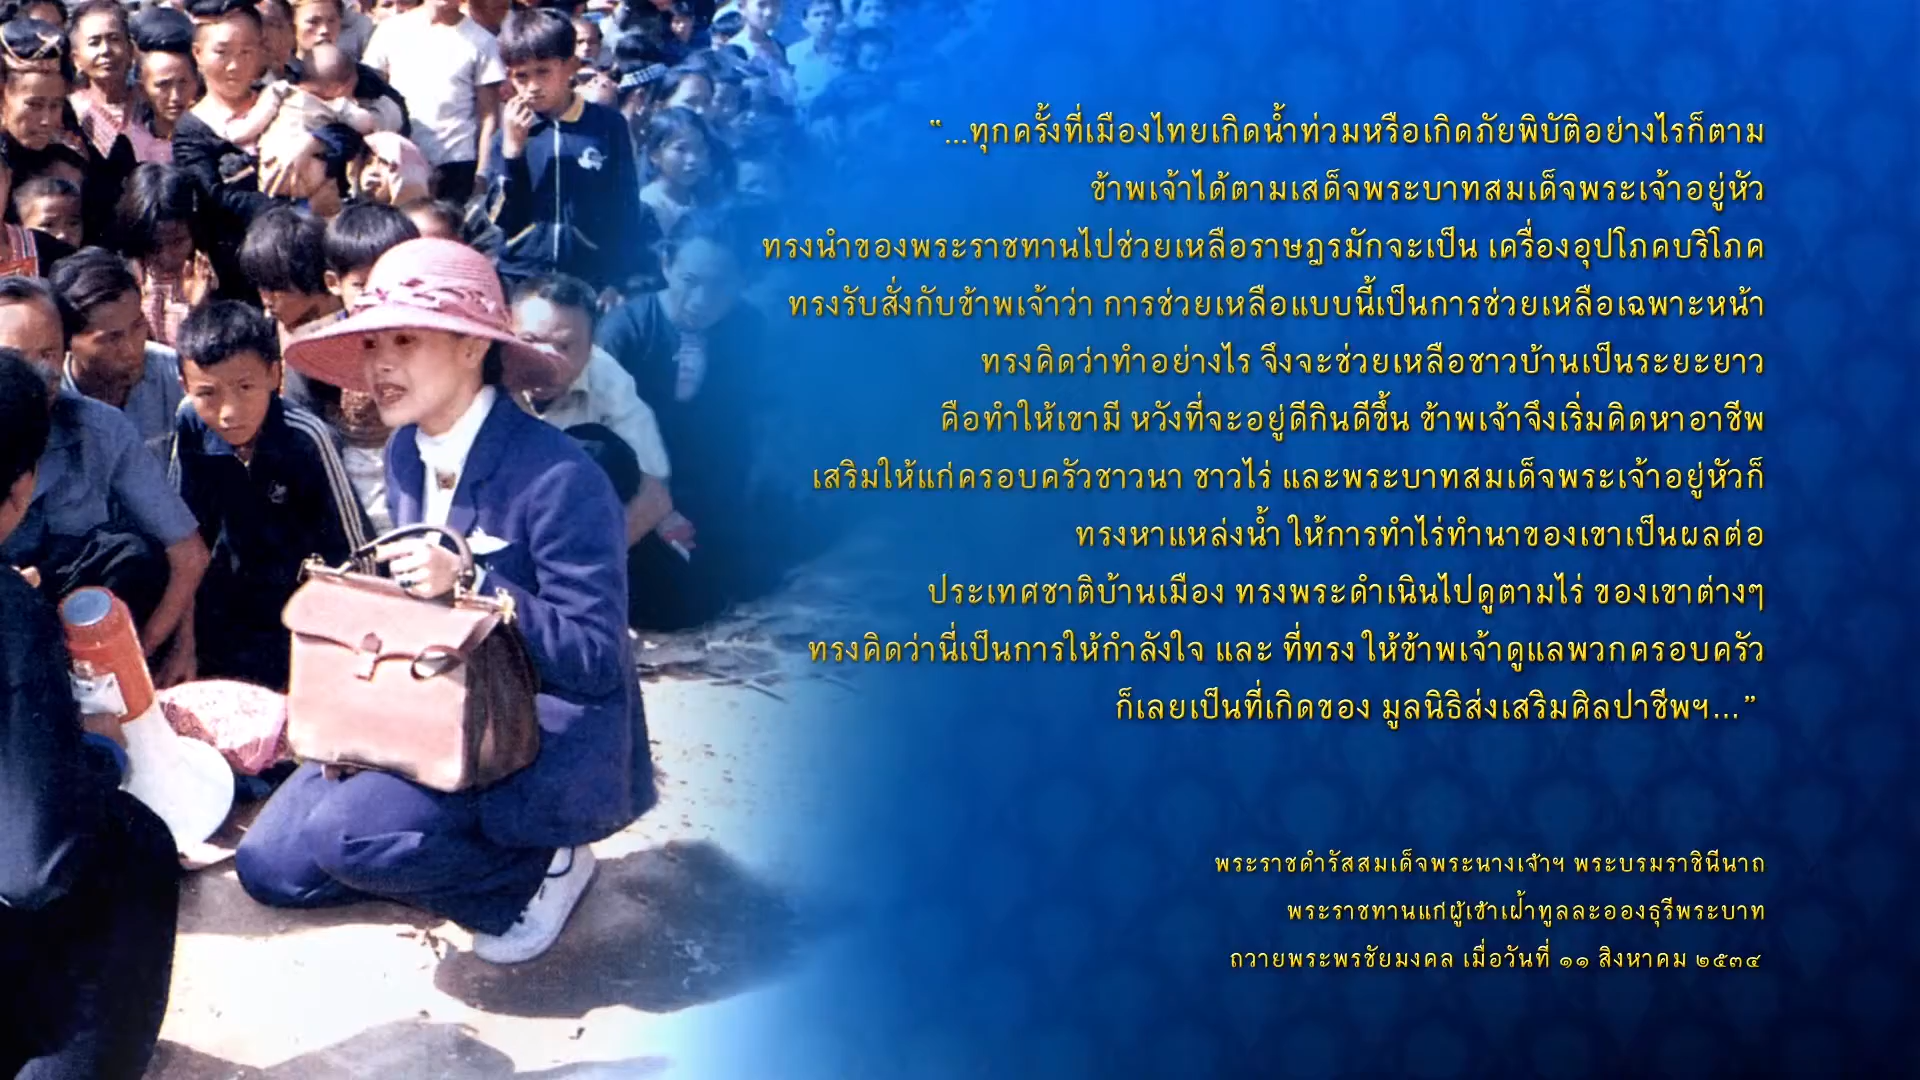 “...ทุกครั้งที่เมืองไทยเกิดน้ำท่วมหรือเกิดภัยพิบัติอย่างไรก็ตาม
ข้าพเจ้าได้ตามเสด็จพระบาทสมเด็จพระเจ้าอยู่หัว
ทรงนำของพระราชทานไปช่วยเหลือราษฎรมักจะเป็น เครื่องอุปโภคบริโภค
ทรงรับสั่งกับข้าพเจ้าว่า การช่วยเหลือแบบนี้เป็นการช่วยเหลือเฉพาะหน้า
ทรงคิดว่าทำอย่างไร จึงจะช่วยเหลือชาวบ้านเป็นระยะยาว
คือทำให้เขามี หวังที่จะอยู่ดีกินดีขึ้น ข้าพเจ้าจึงเริ่มคิดหาอาชีพ
เสริมให้แก่ครอบครัวชาวนา ชาวไร่ และพระบาทสมเด็จพระเจ้าอยู่หัวก็
ทรงหาแหล่งน้ำ ให้การทำไร่ทำนาของเขาเป็นผลต่อ
ประเทศชาติบ้านเมือง ทรงพระดำเนินไปดูตามไร่ ของเขาต่างๆ
ทรงคิดว่านี่เป็นการให้กำลังใจ และ ที่ทรง ให้ข้าพเจ้าดูแลพวกครอบครัว
ก็เลยเป็นที่เกิดของ มูลนิธิส่งเสริมศิลปาชีพฯ...”
พระราชดำรัสสมเด็จพระนางเจ้าฯ พระบรมราชินีนาถ
พระราชทานแก่ผู้เข้าเฝ้าทูลละอองธุรีพระบาท
ถวายพระพรชัยมงคล เมื่อวันที่ ๑๑ สิงหาคม ๒๕๓๔